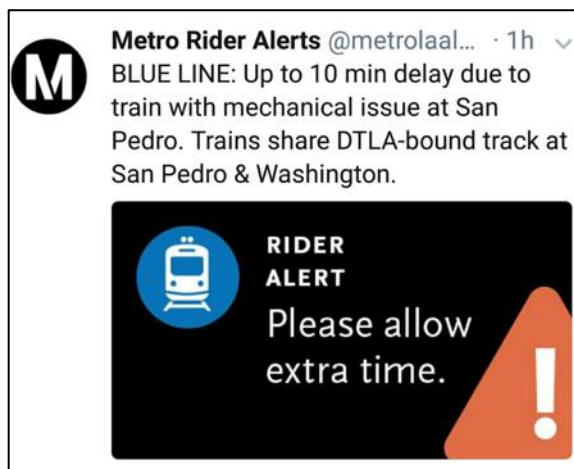 M
Metro Rider Alerts @metrolaal... · 1h
BLUE LINE: Up to 10 min delay due to
train with mechanical issue at San
Pedro. Trains share DTLA-bound track at
San Pedro & Washington.
RIDER
ALERT
Please allow
extra time.
!